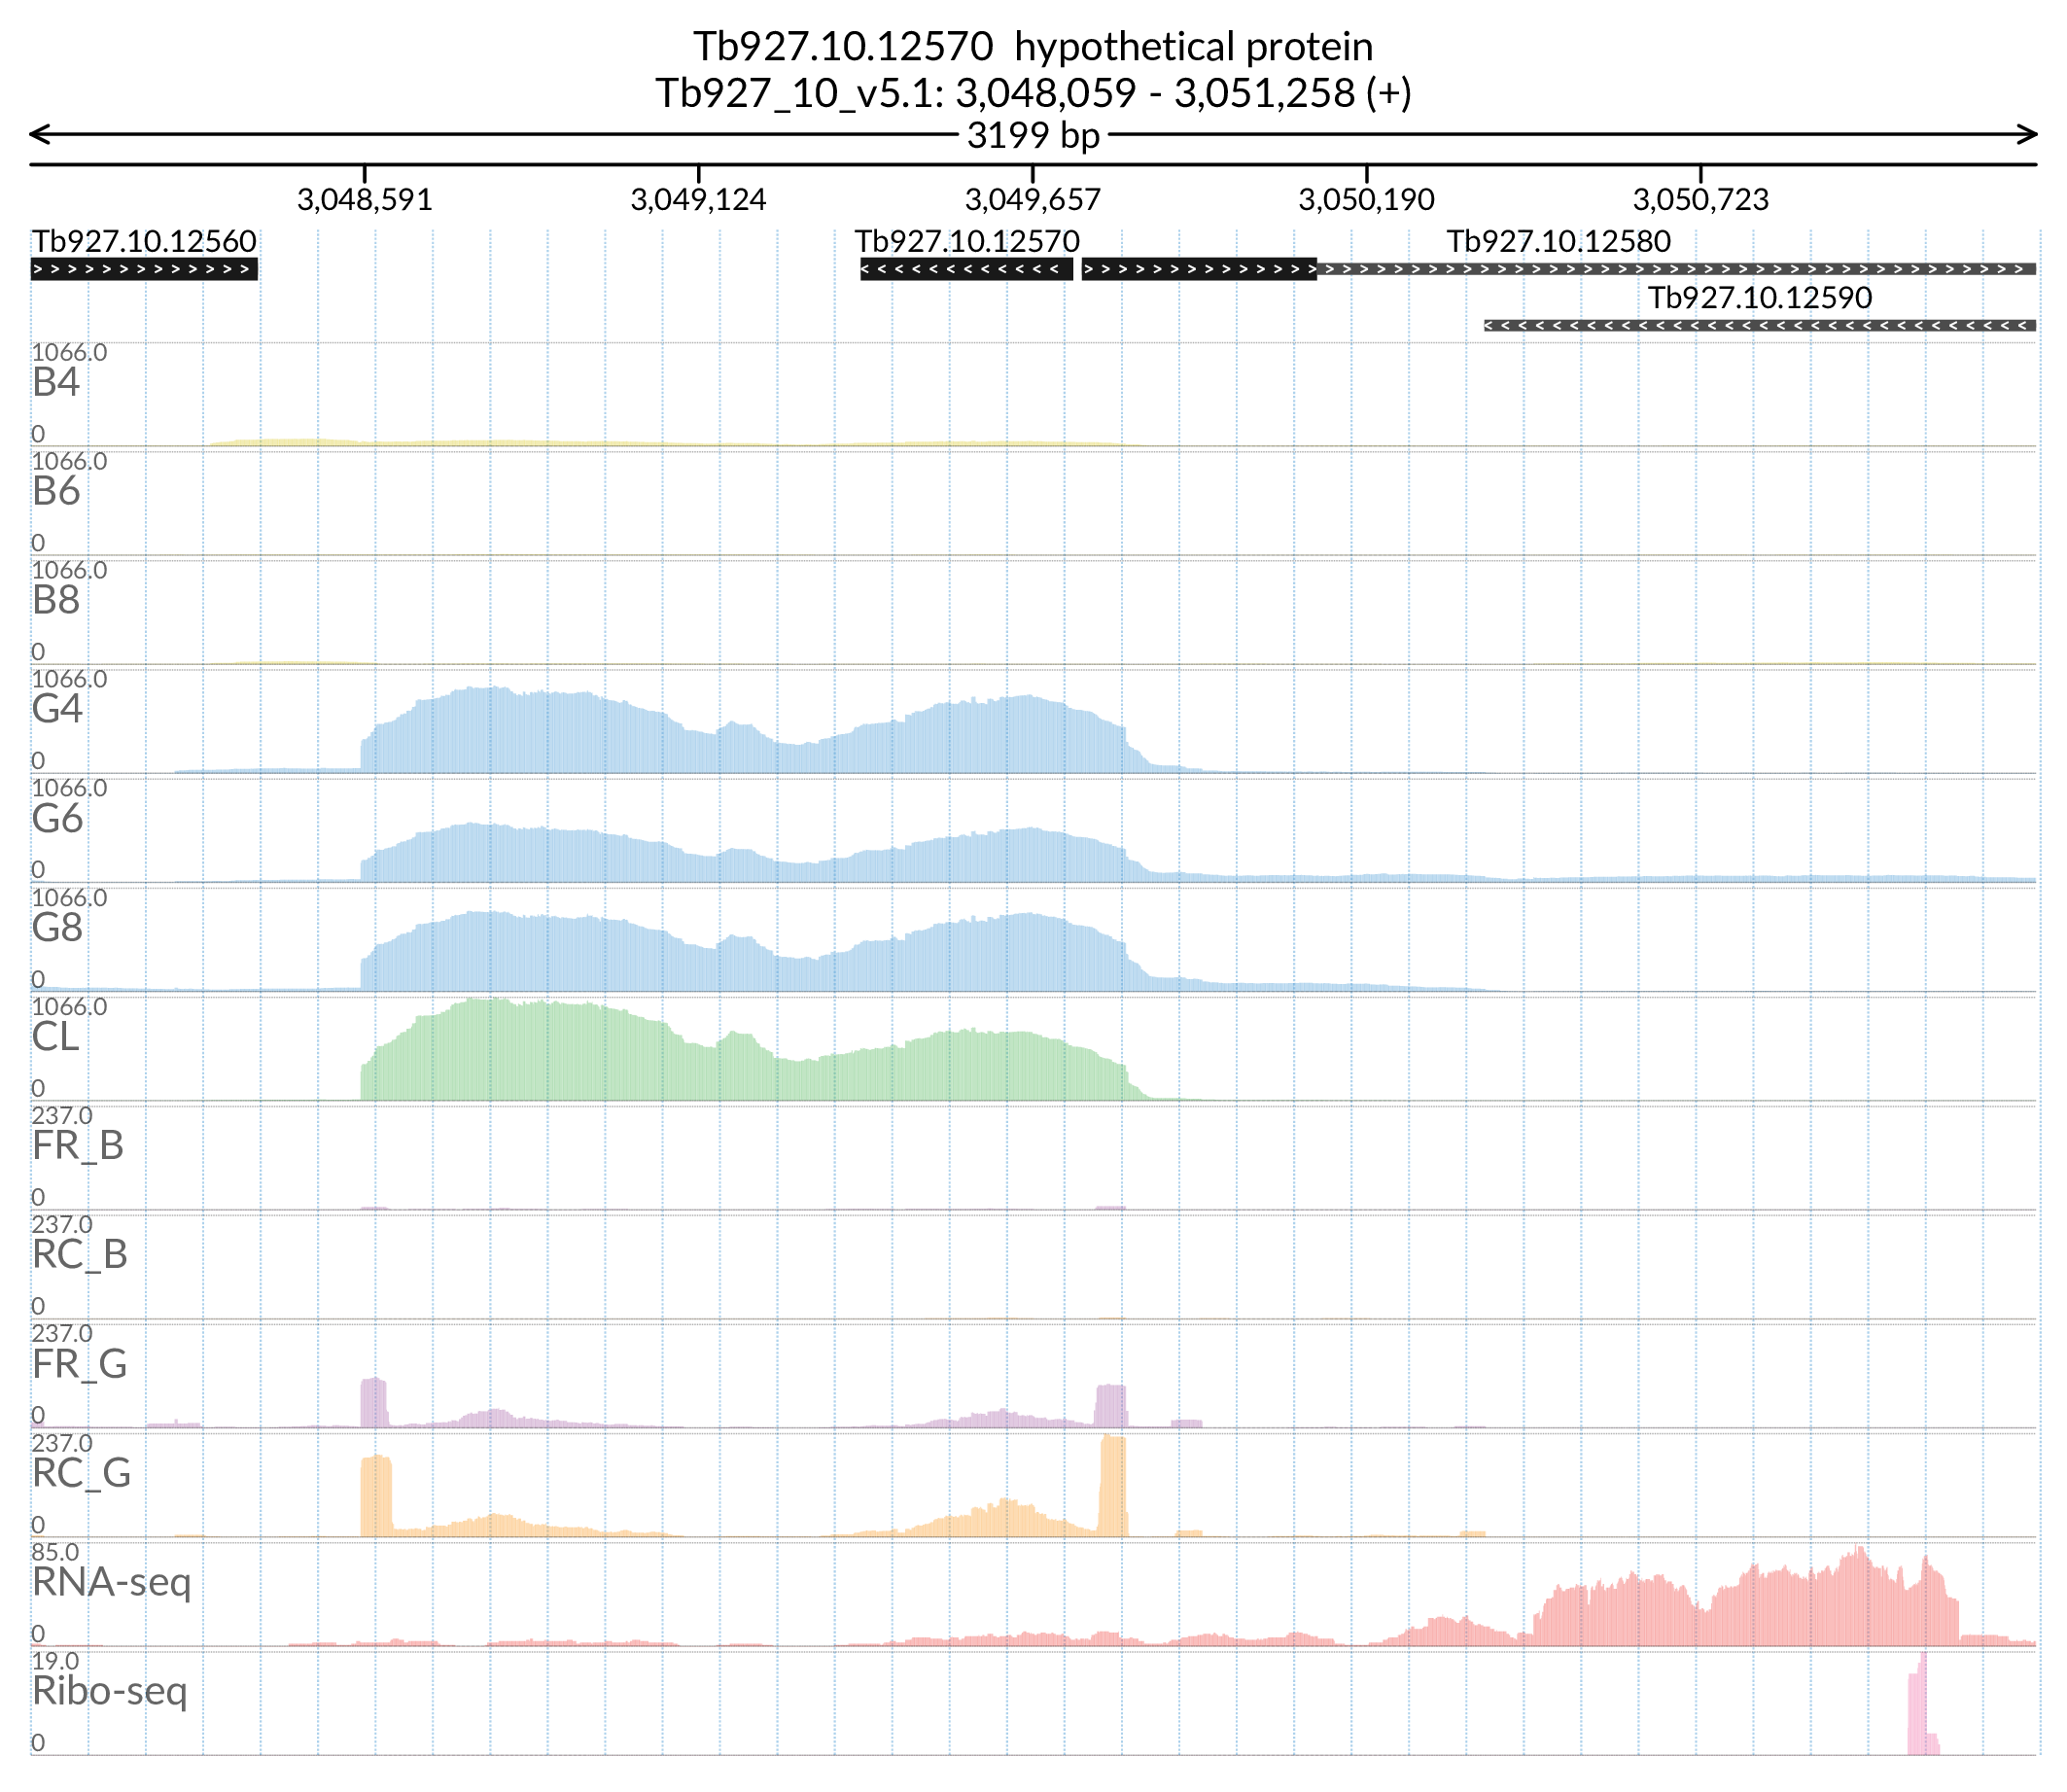 Tb927.10.12570 hypothetical protein
Tb927_10_v5.1: 3,048,059 - 3,051,258 (+)
3199 bp
3,048,591 3,049,124 3,049,657 3,050,190 3,050,723
Tb927.10.12560 Tb927.10.12570 Tb927.10.12580
Tb927.10.12590
1066.0
B4
0
1066.0
B6
0
1066.0
B8
0
1066.0
G4
0
1066.0
G6
0
1066.0
G8
0
1066.0
CL
0
237.0
FR_B
0
237.0
RC_B
0
237.0
FR_G
0
237.0
RC_G
0
85.0
RNA-seq
0
19.0
Ribo-seq
0